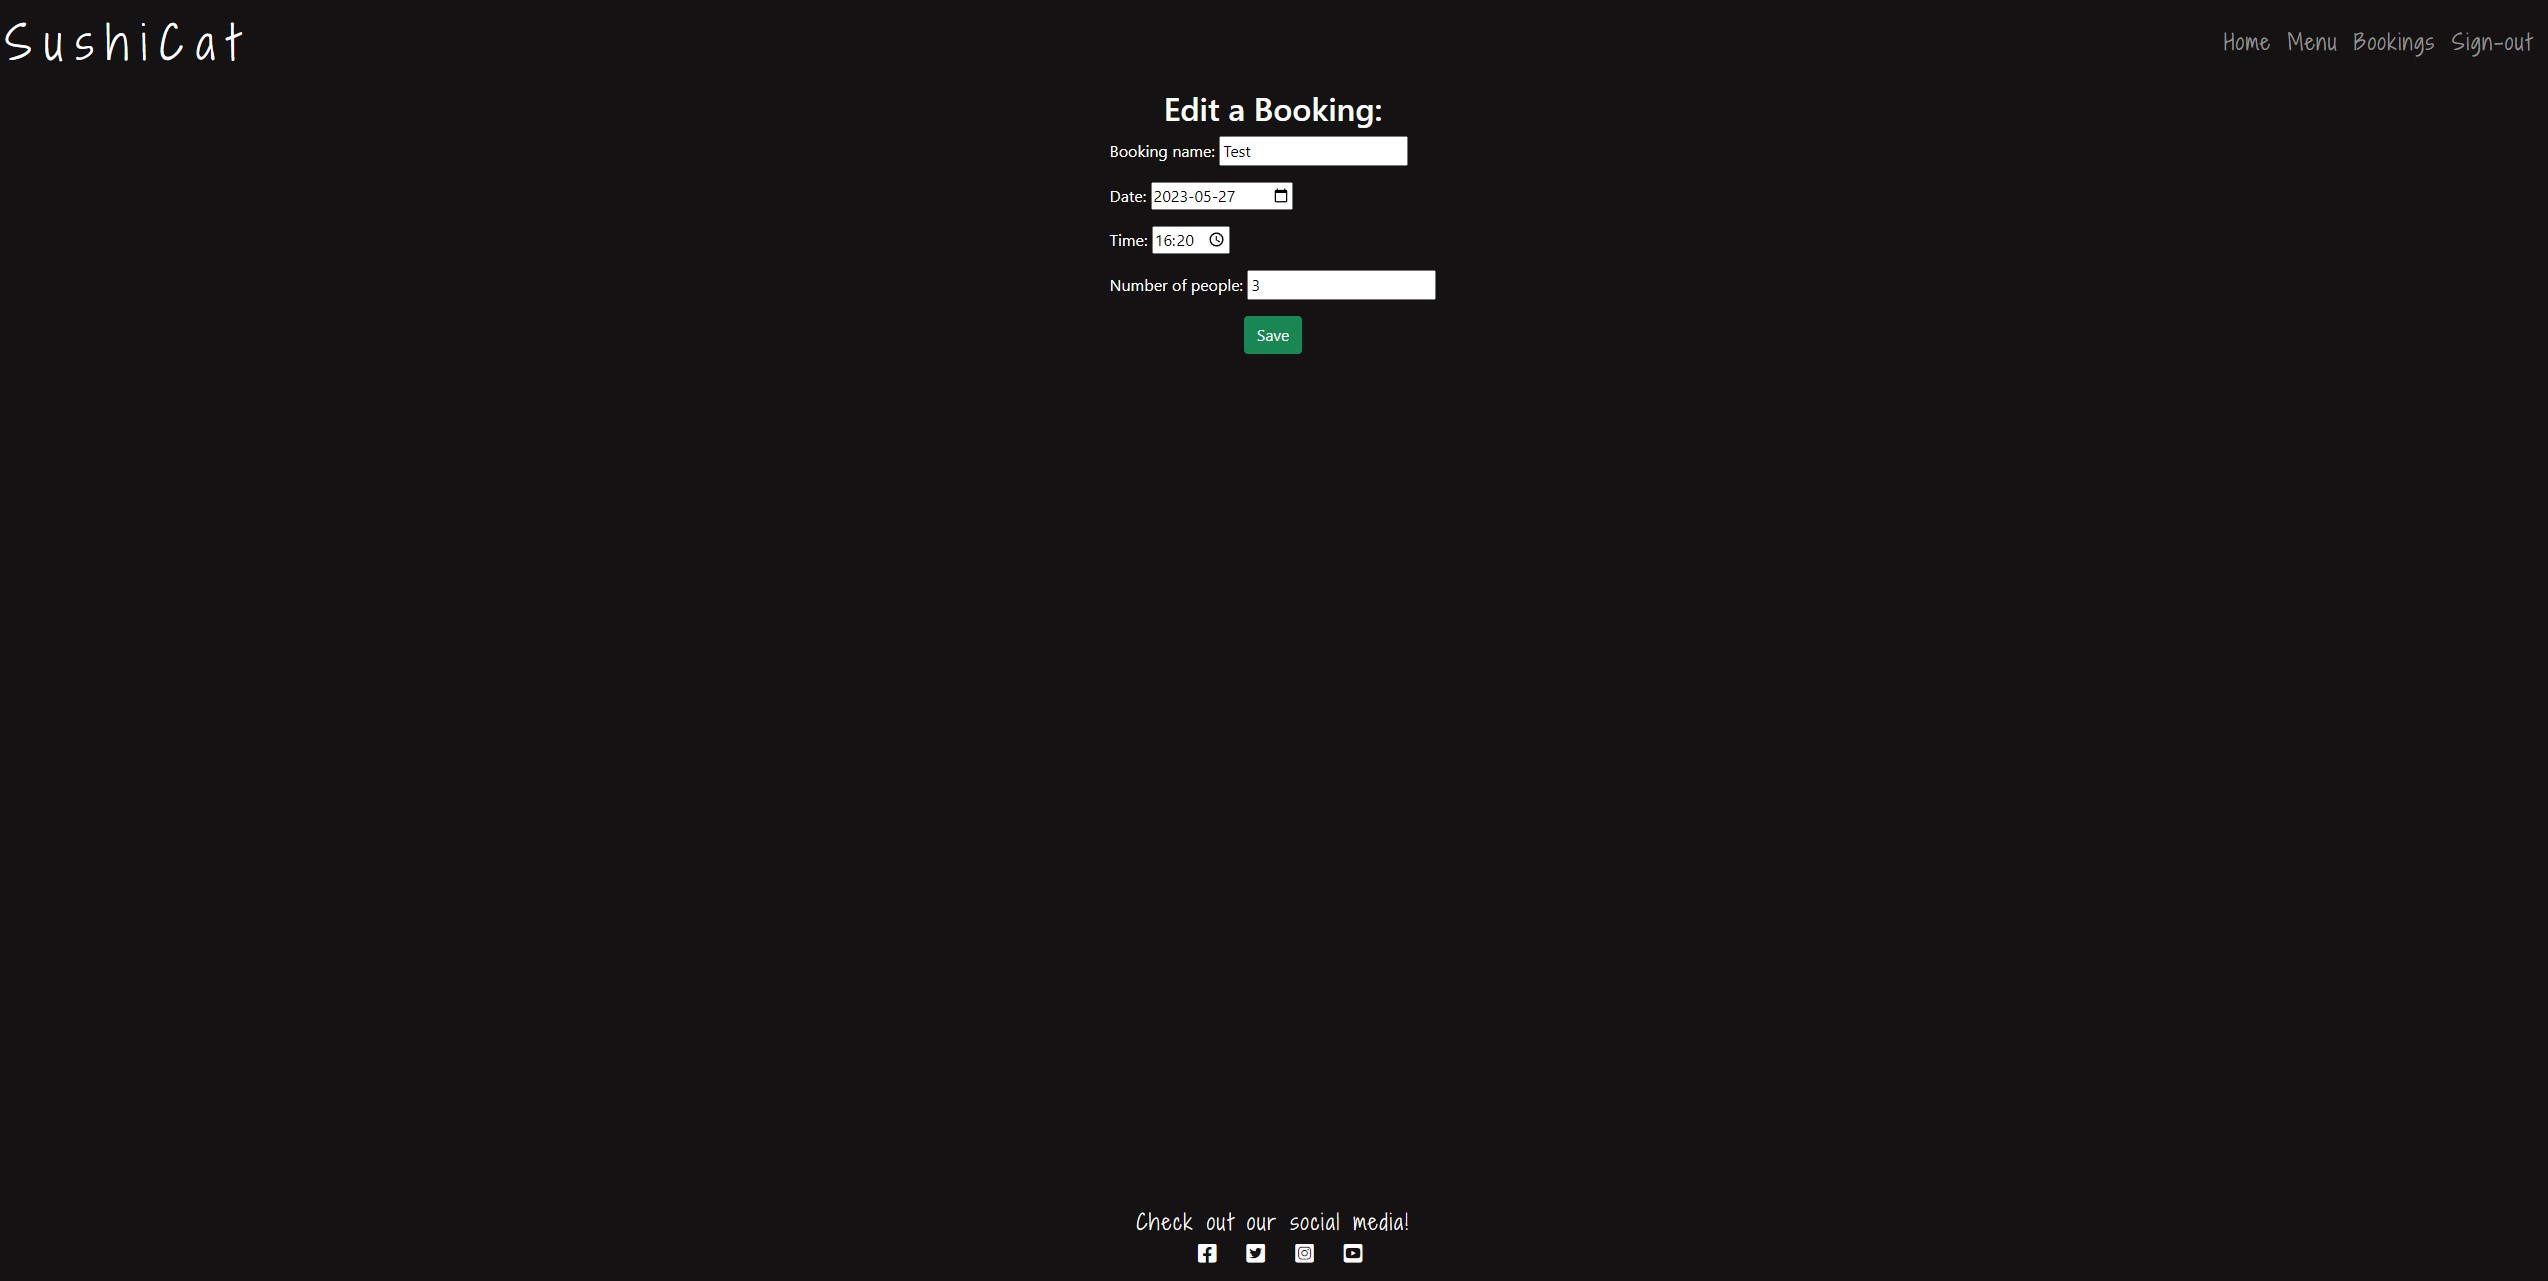 SushiCat
Home Menu Bookings Sign-out
Edit a Booking:
Booking name: Test
Date: 2023-05-27
Time: 16:20
Number of people: 3
Save
Check out our social media!